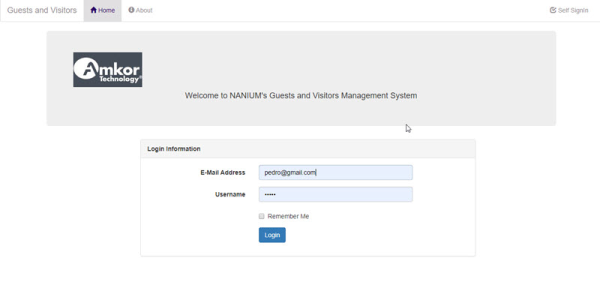 Guests and Visitors Home About Self Signin
Amkor
Technology®
Welcome to NANIUM's Guests and Visitors Management System
Login Information
E-Mail Address pedro@gmail.com
Username •••••
Remember Me
Login